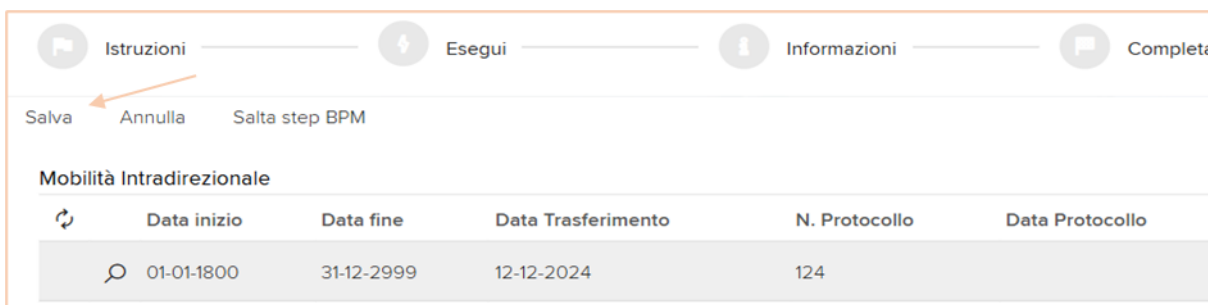 Istruzioni Esegui Informazioni Completa
Salva Annulla Salta step BPM
Mobilità Intradirezionale
Data inizio Data fine Data Trasferimento N. Protocollo Data Protocollo
01-01-1800 31-12-2999 12-12-2024 124